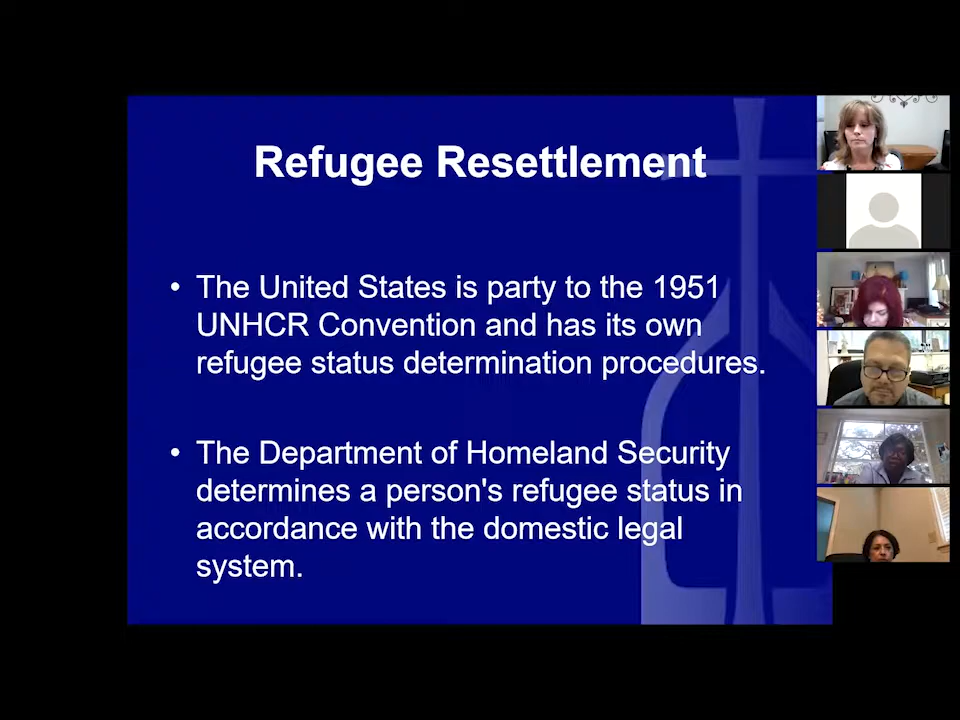 Refugee Resettlement
• The United States is party to the 1951
UNHCR Convention and has its own
refugee status determination procedures.
• The Department of Homeland Security
determines a person's refugee status in
accordance with the domestic legal
system.